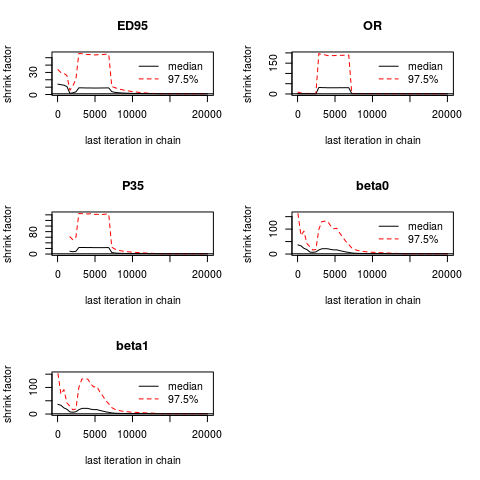 ED95
shrink factor
30
0
median
97.5%
0 5000 10000 20000
last iteration in chain
OR
shrink factor
150
0
median
97.5%
0 5000 10000 20000
last iteration in chain
P35
shrink factor
80
0
median
97.5%
0 5000 10000 20000
last iteration in chain
beta0
shrink factor
100
0
median
97.5%
0 5000 10000 20000
last iteration in chain
beta1
shrink factor
100
0
median
97.5%
0 5000 10000 20000
last iteration in chain